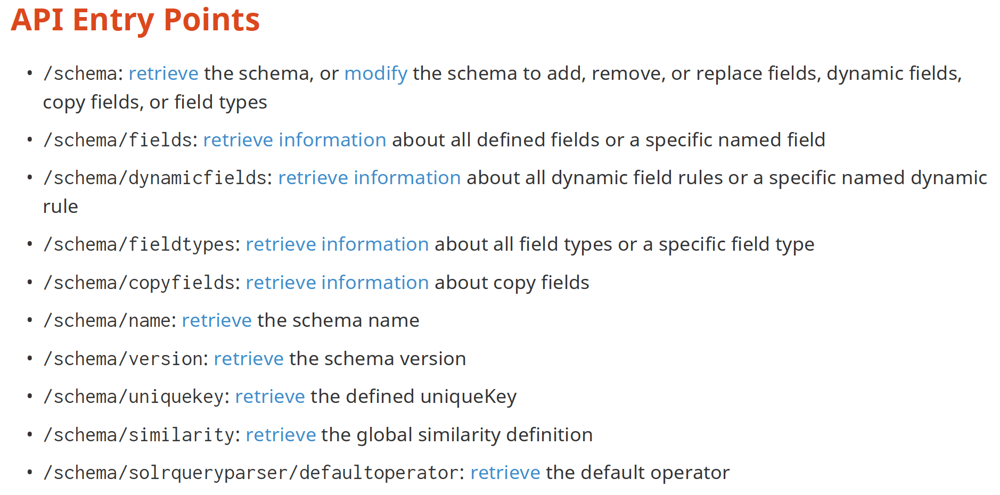 API Entry Points
• /schema: retrieve the schema, or modify the schema to add, remove, or replace fields, dynamic fields,
copy fields, or field types
• /schema/fields: retrieve information about all defined fields or a specific named field
• /schema/dynamicfields: retrieve information about all dynamic field rules or a specific named dynamic
rule
• /schema/fieldtypes: retrieve information about all field types or a specific field type
• /schema/copyfields: retrieve information about copy fields
• /schema/name: retrieve the schema name
• /schema/version: retrieve the schema version
• /schema/uniquekey: retrieve the defined uniqueKey
• /schema/similarity: retrieve the global similarity definition
• /schema/solrqueryparser/defaultoperator: retrieve the default operator